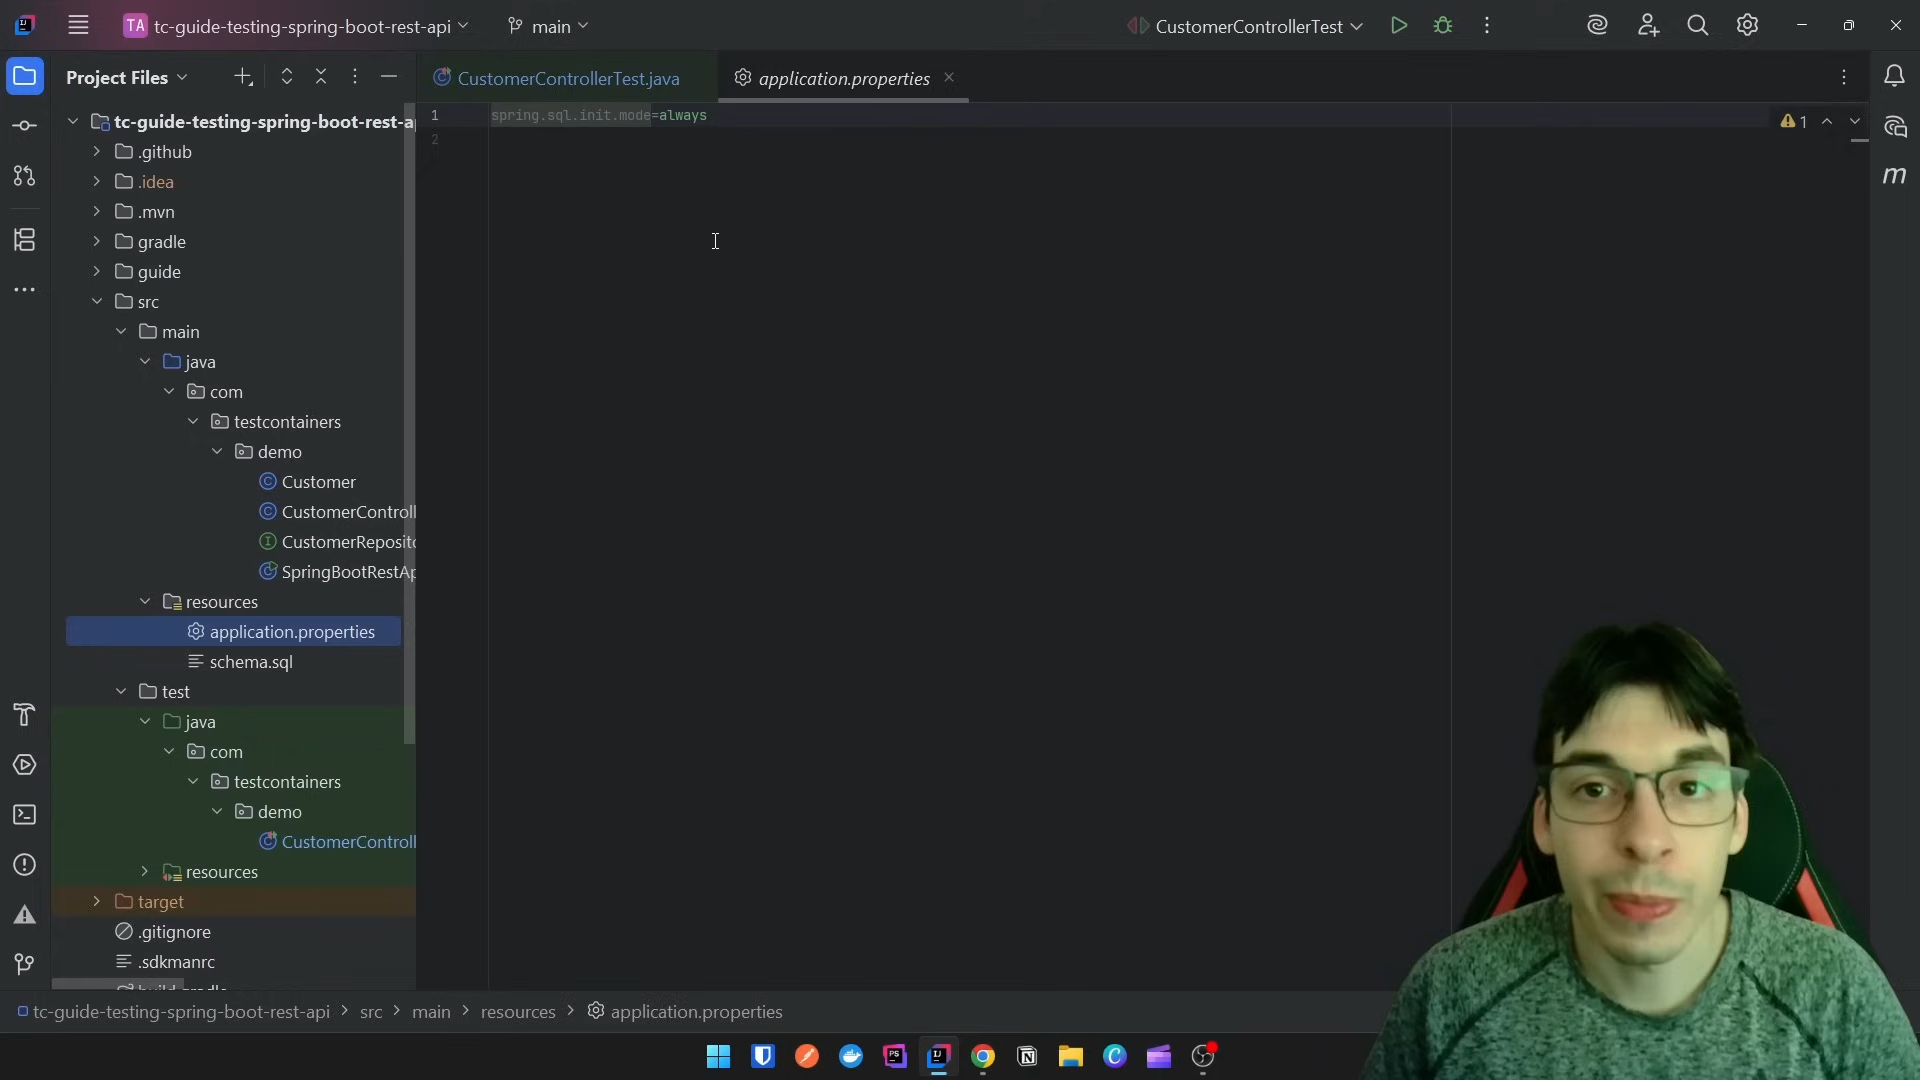 TA tc-guide-testing-spring-boot-rest-api main CustomerControllerTest
Project Files
CustomerControllerTest.java application.properties
tc-guide-testing-spring-boot-rest-a
.github
.idea
.mvn
gradle
guide
src
main
java
com
testcontainers
demo
Customer
CustomerControll
CustomerReposito
SpringBootRestAp
resources
application.properties
schema.sql
test
java
com
testcontainers
demo
CustomerControll
resources
target
.gitignore
.sdkmanrc
1 spring.sql.init.mode=always
2
1
m
tc-guide-testing-spring-boot-rest-api > src > main > resources > application.properties